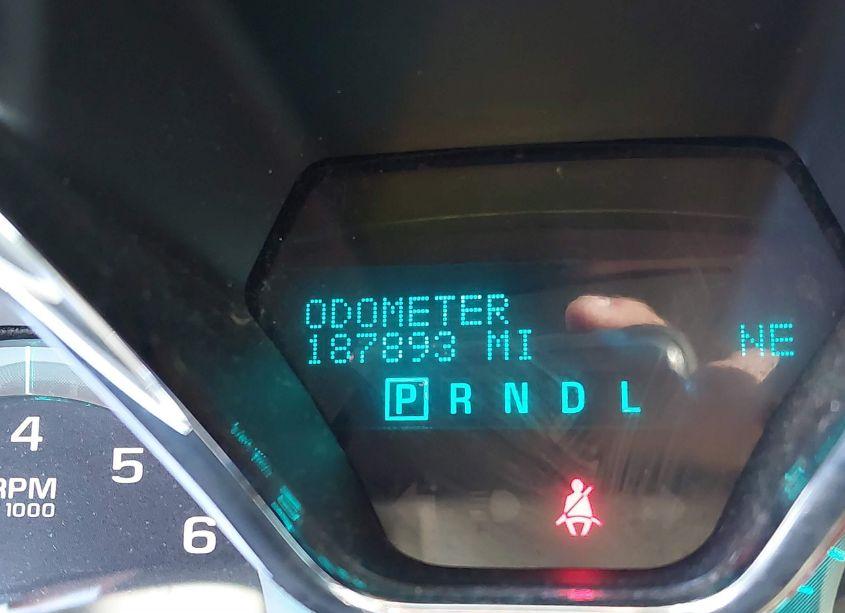 ODOMETER
187893 MI NE
P R N D L
4
5
RPM
1000
6